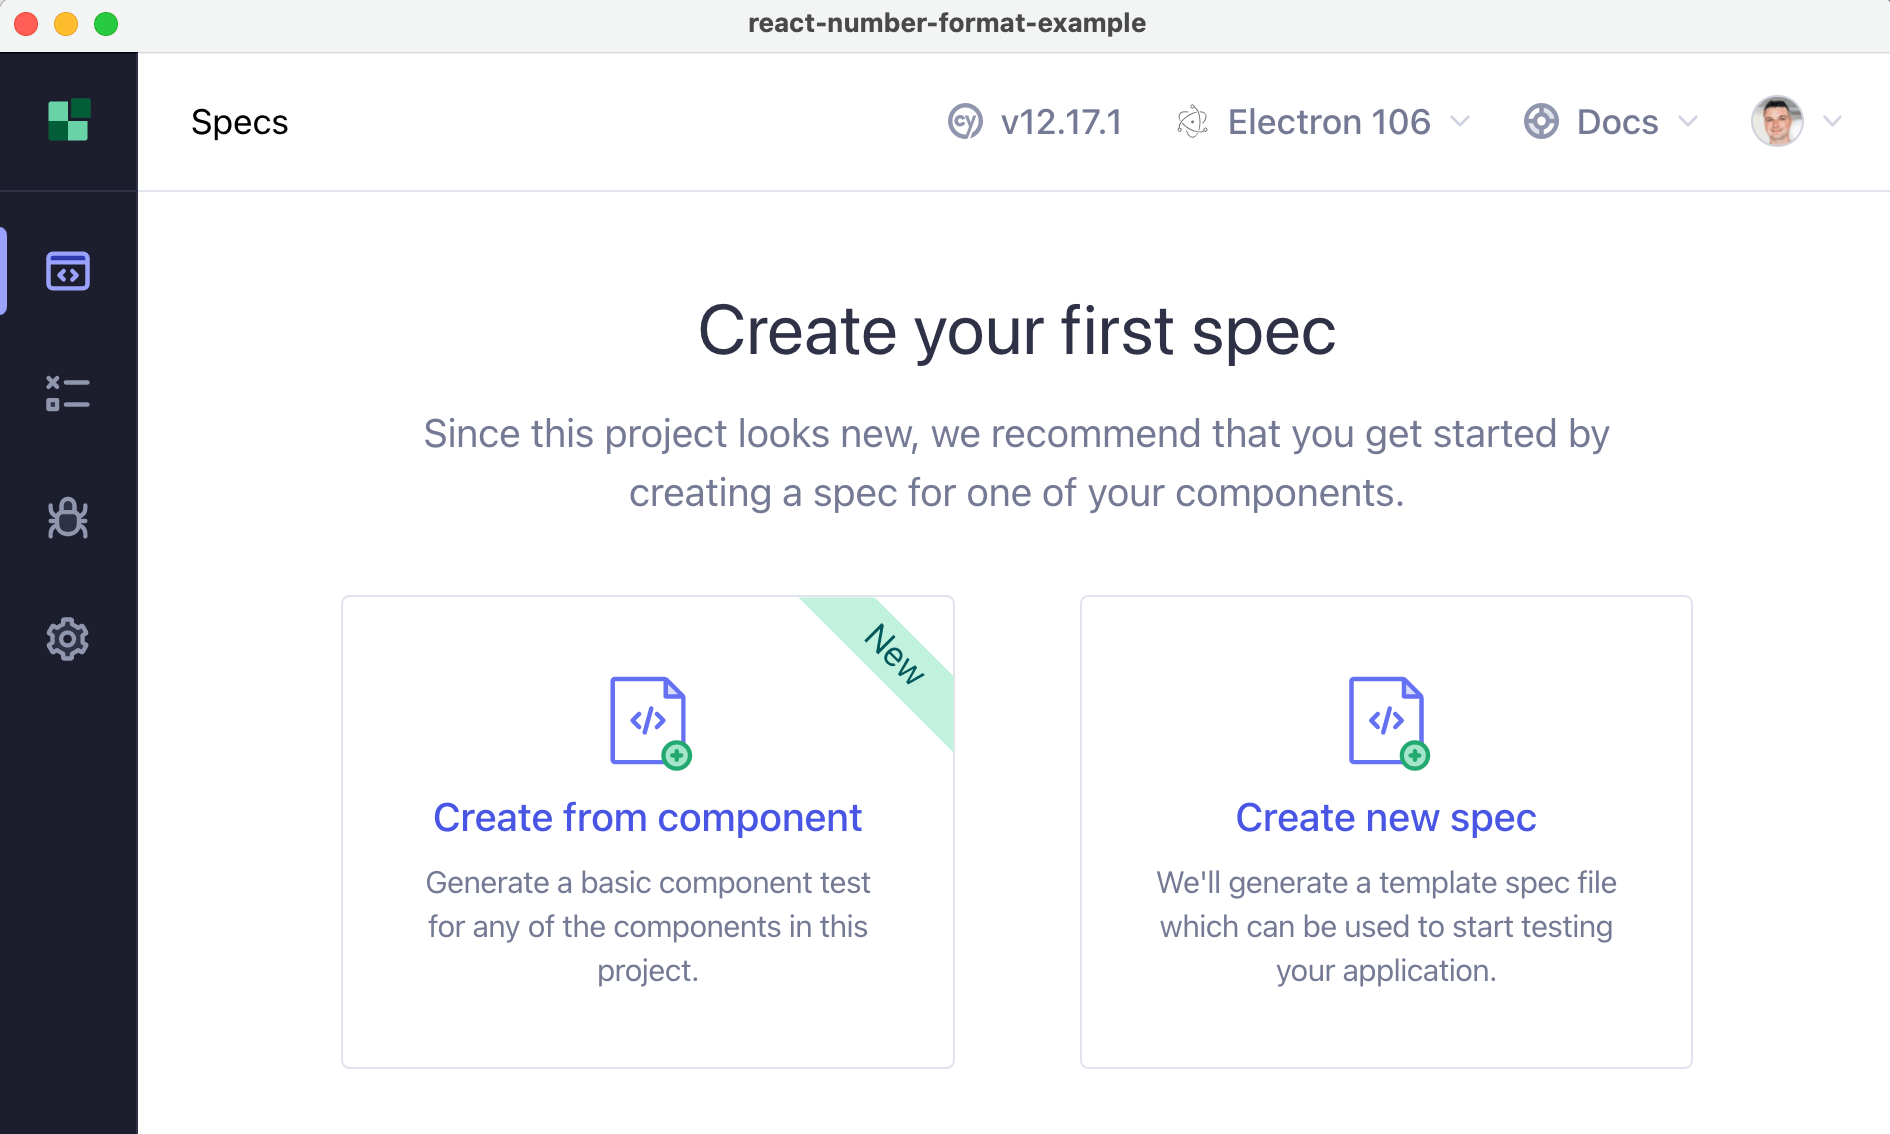 react-number-format-example
Specs
cy v12.17.1
Electron 106
Docs
Create your first spec
Since this project looks new, we recommend that you get started by
creating a spec for one of your components.
New
Create from component
Generate a basic component test
for any of the components in this
project.
Create new spec
We'll generate a template spec file
which can be used to start testing
your application.